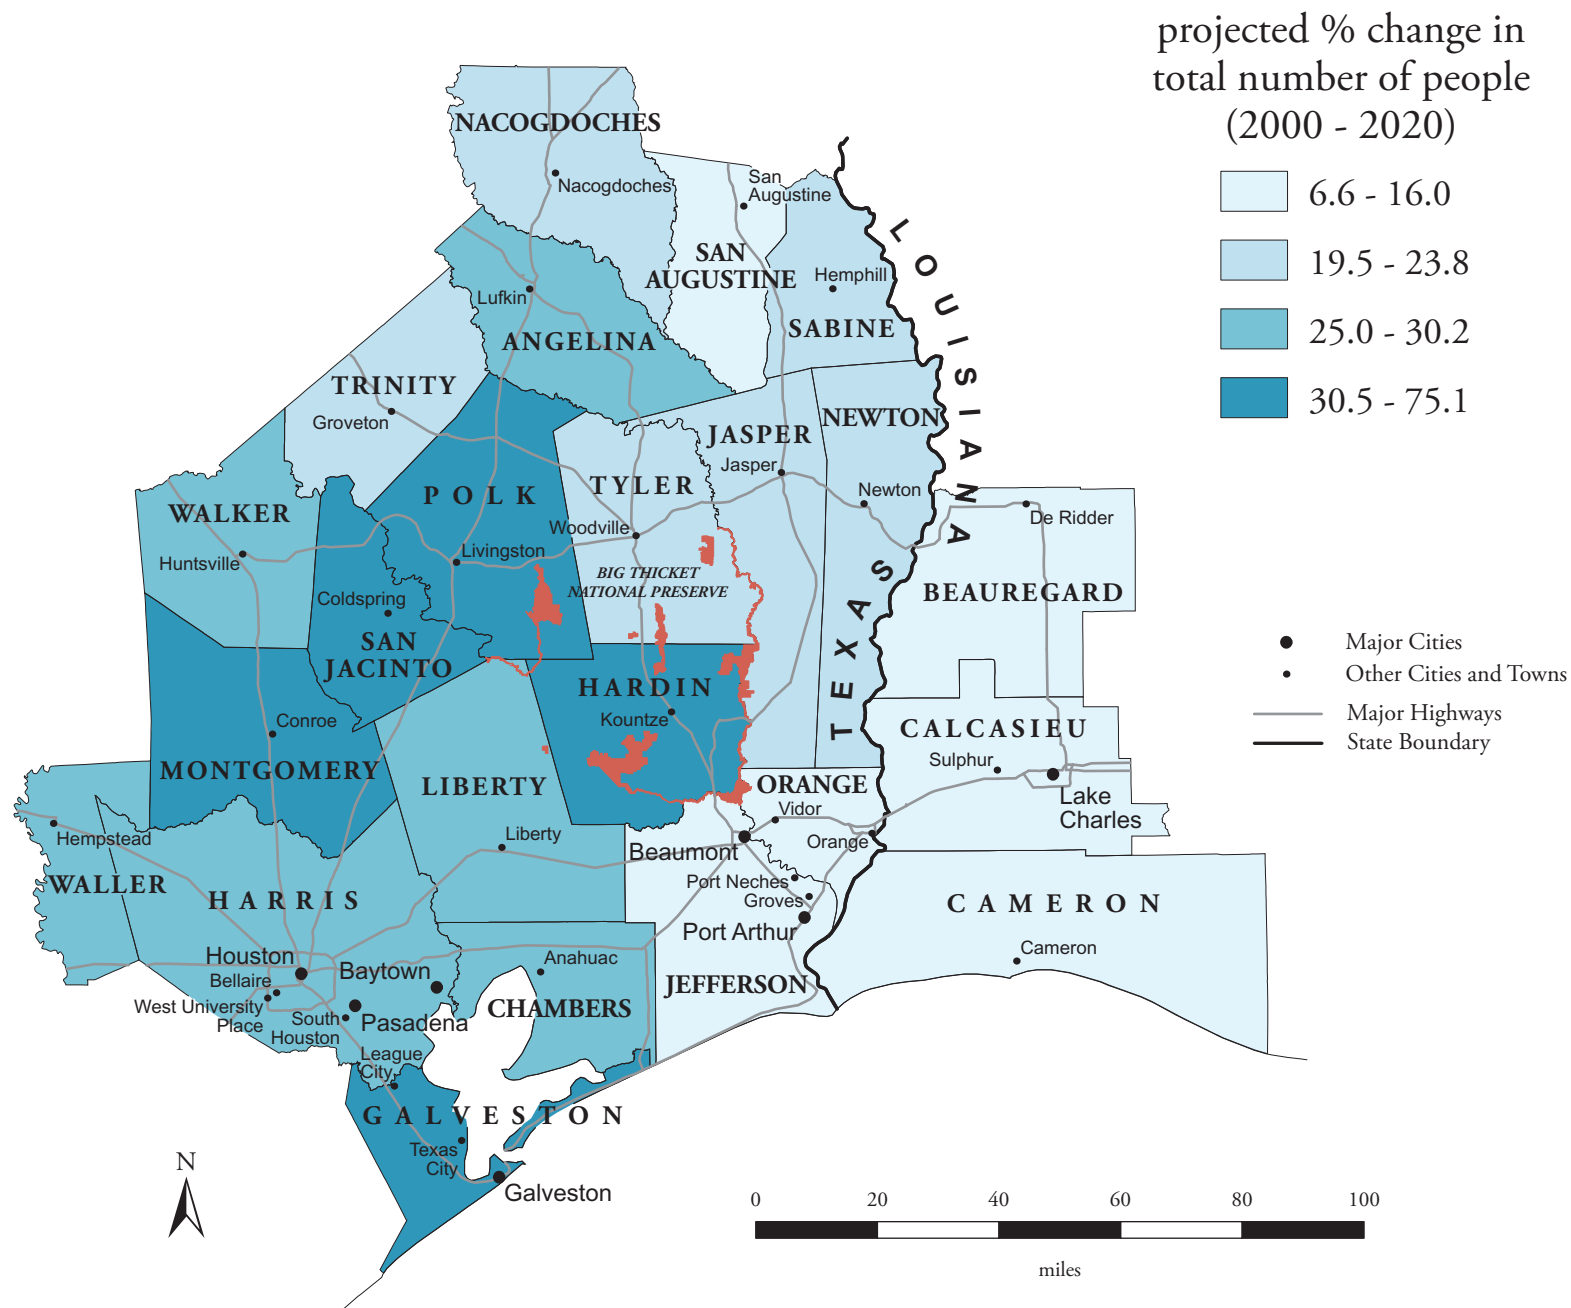 projected % change in
total number of people
(2000 - 2020)
6.6 - 16.0
19.5 - 23.8
25.0 - 30.2
30.5 - 75.1
Major Cities
Other Cities and Towns
Major Highways
State Boundary
NACOGDOCHES
Nacogdoches
San
Augustine
SAN
AUGUSTINE
Hemphill
SABINE
LOUISIANA
Lufkin
ANGELINA
TRINITY
Groveton
JASPER
Jasper
NEWTON
Newton
POLK
TYLER
Woodville
WALKER
Huntsville
Livingston
BIG THICKET
NATIONAL PRESERVE
TEXAS
De Ridder
BEAUREGARD
Coldspring
SAN
JACINTO
HARDIN
Kountze
Conroe
MONTGOMERY
LIBERTY
Liberty
CALCASIEU
Sulphur
Lake
Charles
ORANGE
Vidor
Orange
Beaumont
Port Neches
Groves
Port Arthur
JEFFERSON
CAMERON
Cameron
Hempstead
WALLER
HARRIS
Houston
Bellaire
West University
Place
South
Houston
Baytown
Pasadena
League
City
Anahuac
CHAMBERS
GALVESTON
Texas
City
Galveston
N
0 20 40 60 80 100
miles